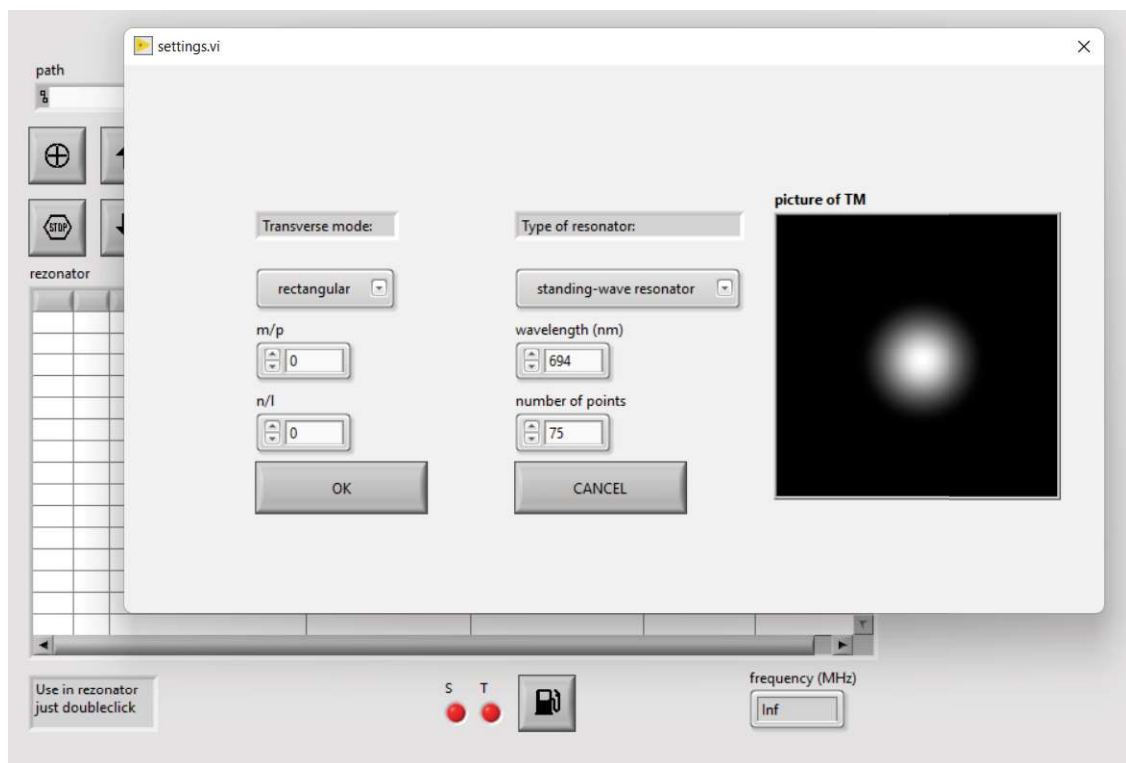 settings.vi
path
STOP
rezonator
Transverse mode:
Type of resonator:
picture of TM
rectangular
standing-wave resonator
m/p
wavelength (nm)
0
694
n/l
number of points
0
75
OK
CANCEL
Use in rezonator
just doubleclick
S T
frequency (MHz)
Inf